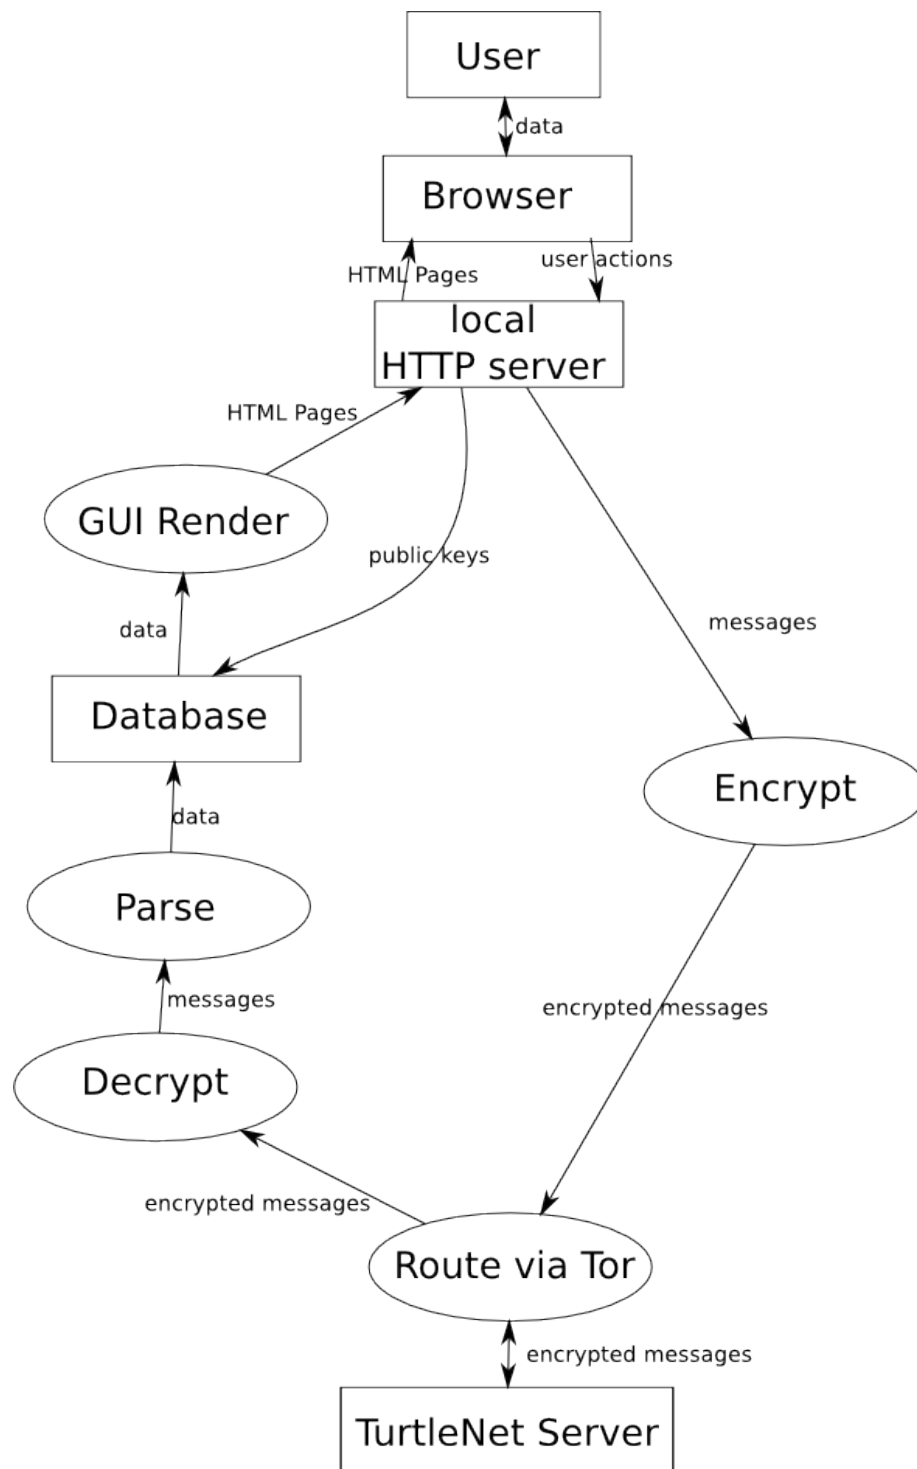 User
data
Browser
user actions
HTML Pages
local
HTTP server
HTML Pages
GUI Render
public keys
messages
data
Database
Encrypt
data
Parse
messages
encrypted messages
Decrypt
encrypted messages
Route via Tor
encrypted messages
TurtleNet Server